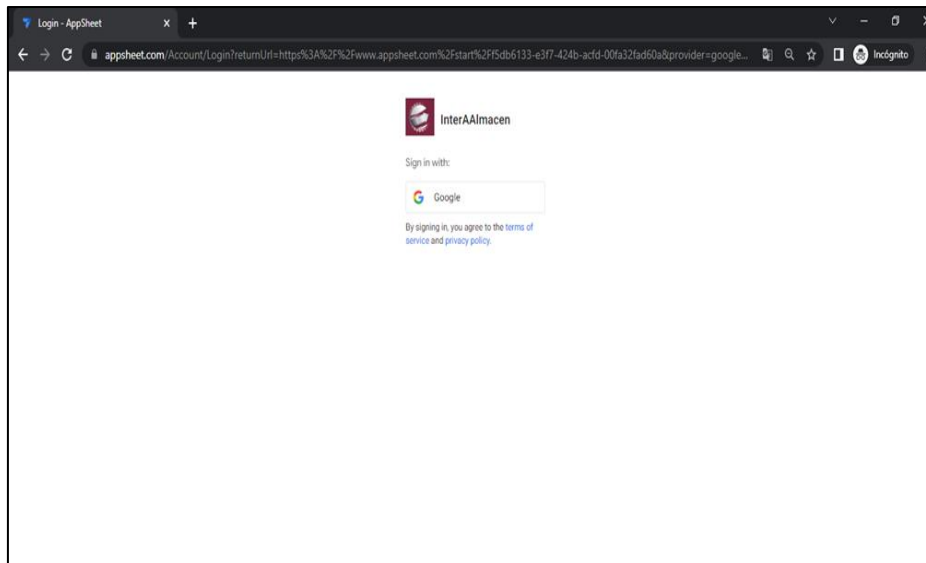 Login - AppSheet
appsheet.com/Account/Login?returnUrl=https%3A%2F%2Fwww.appsheet.com%2Fstart%2Ff5db6133-e3f7-424b-acfd-00fa32fad60a&provider=google...
Incógnito
InterAAlmacen
Sign in with:
Google
By signing in, you agree to the terms of
service and privacy policy.